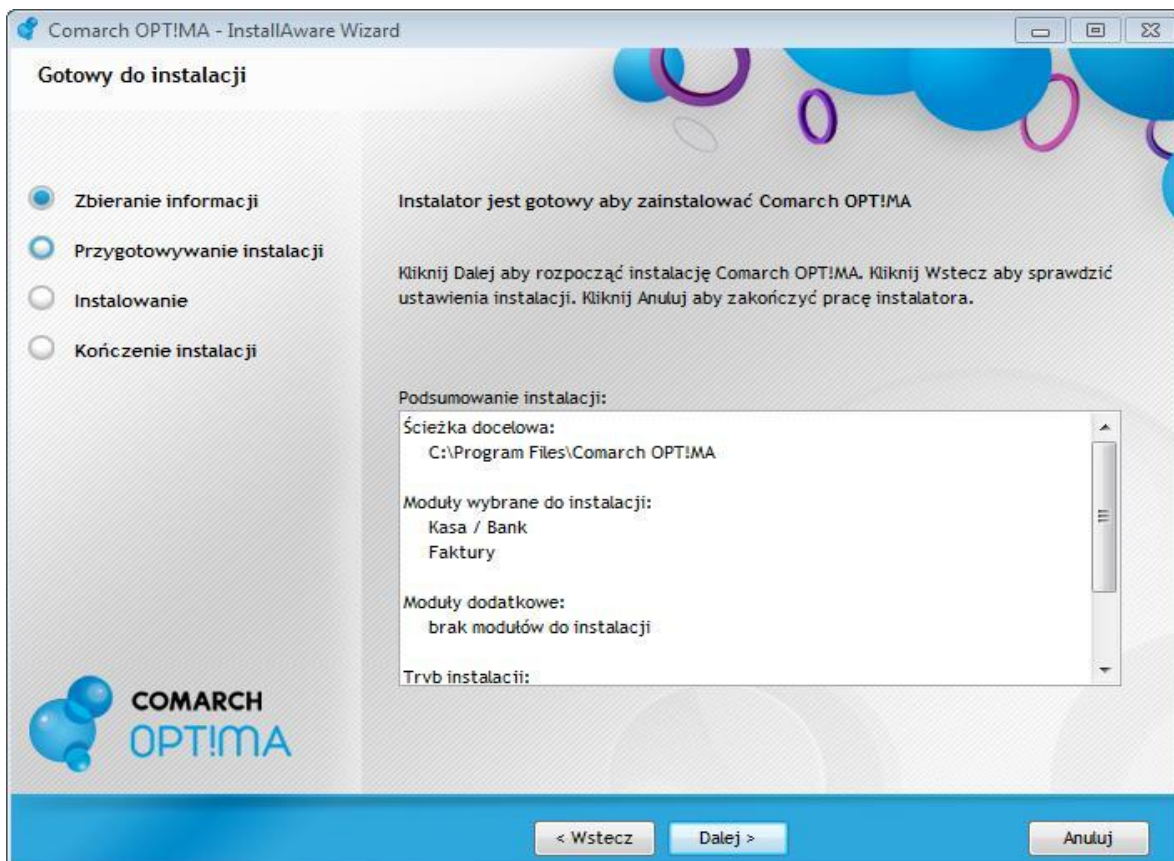 Comarch OPT!MA - InstallAware Wizard
Gotowy do instalacji
Zbieranie informacji
Przygotowywanie instalacji
Instalowanie
Kończenie instalacji
Instalator jest gotowy aby zainstalować Comarch OPT!MA
Kliknij Dalej aby rozpocząć instalację Comarch OPT!MA. Kliknij Wstecz aby sprawdzić
ustawienia instalacji. Kliknij Anuluj aby zakończyć pracę instalatora.
Podsumowanie instalacji:
Ścieżka docelowa:
C:\Program Files\Comarch OPT!MA
Moduły wybrane do instalacji:
Kasa / Bank
Faktury
Moduły dodatkowe:
brak modułów do instalacji
Tryb instalacji:
COMARCH
OPT!MA
< Wstecz
Dalej >
Anuluj